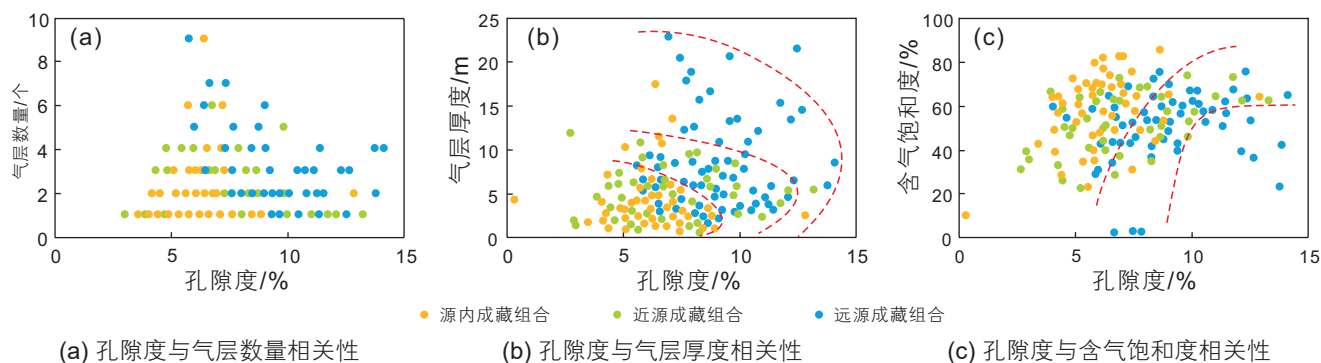 (a)
气层数量/个
10
8
6
4
2
0
0
5
10
15
孔隙度/%
(b)
气层厚度/m
25
20
15
10
5
0
0
5
10
15
孔隙度/%
(c)
含气饱和度/%
100
80
60
40
20
0
0
5
10
15
孔隙度/%
源内成藏组合 近源成藏组合 远源成藏组合
(a) 孔隙度与气层数量相关性
(b) 孔隙度与气层厚度相关性
(c) 孔隙度与含气饱和度相关性